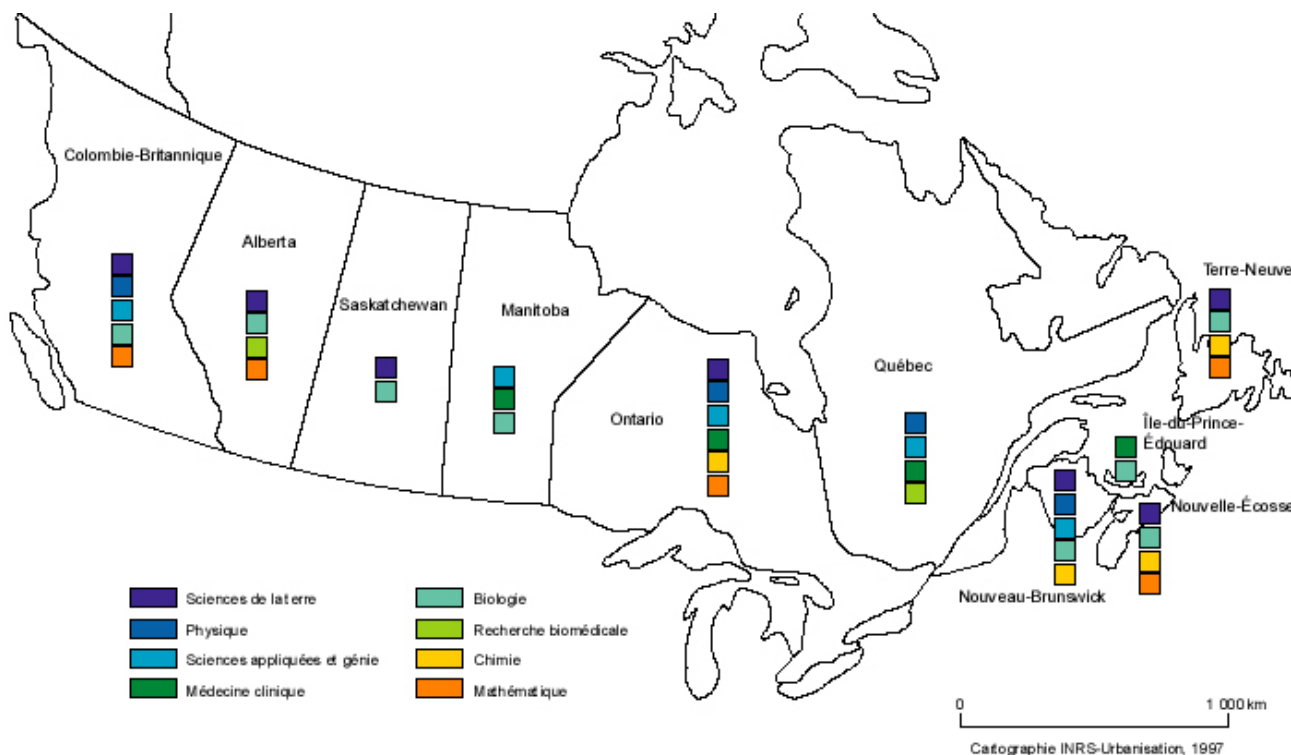 Colombie-Britannique
Alberta
Saskatchewan
Manitoba
Ontario
Québec
Terre-Neuve
Île-du-Prince-
Édouard
Nouvelle-Écosse
Nouveau-Brunswick
Sciences de la terre
Physique
Sciences appliquées et génie
Médecine clinique
Biologie
Recherche biomédicale
Chimie
Mathématique
0 1 000 km
Cartographie INRS-Urbanisation, 1997